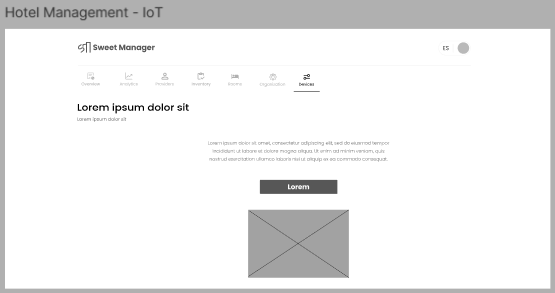 Hotel Management - IoT
Sweet Manager
ES
Overview
Analytics
Providers
Inventory
Rooms
Organization
Devices
Lorem ipsum dolor sit
Lorem ipsum dolor sit
Lorem ipsum dolor sit amet, consectetur adipiscing elit, sed do eiusmod tempor
incididunt ut labore et dolore magna aliqua. Ut enim ad minim veniam, quis
nostrud exercitation ullamco laboris nisi ut aliquip ex ea commodo consequat.
Lorem